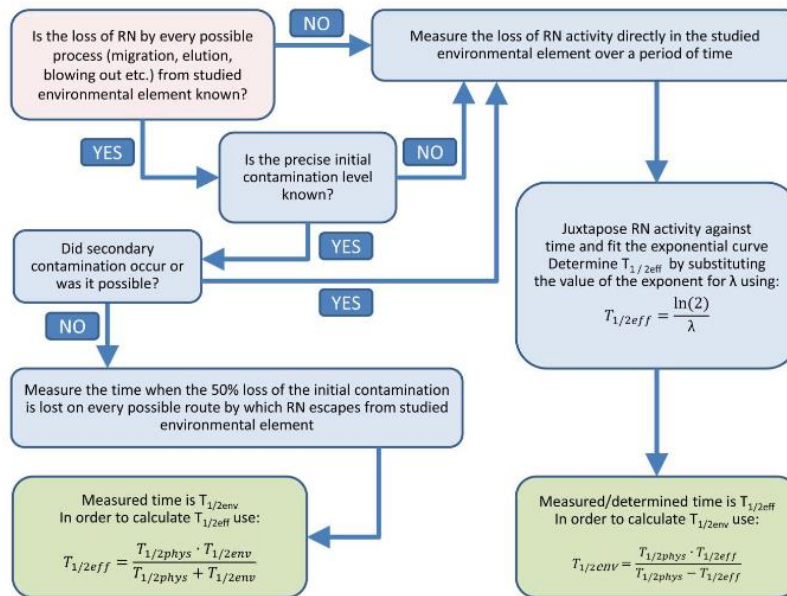 Is the loss of RN by every possible
process (migration, elution,
blowing out etc.) from studied
environmental element known?
NO
Measure the loss of RN activity directly in the studied
environmental element over a period of time
YES
Is the precise initial
contamination level
known?
NO
YES
Did secondary
contamination occur or
was it possible?
YES
NO
Juxtapose RN activity against
time and fit the exponential curve
Determine T1/2eff by substituting
the value of the exponent for λ using:
T1/2eff = ln(2)/λ
Measure the time when the 50% loss of the initial contamination
is lost on every possible route by which RN escapes from studied
environmental element
Measured time is T1/2env
In order to calculate T1/2eff use:
T1/2eff = (T1/2phys · T1/2env)/(T1/2phys + T1/2env)
Measured/determined time is T1/2eff
In order to calculate T1/2env use:
T1/2env = (T1/2phys · T1/2eff)/(T1/2phys − T1/2eff)